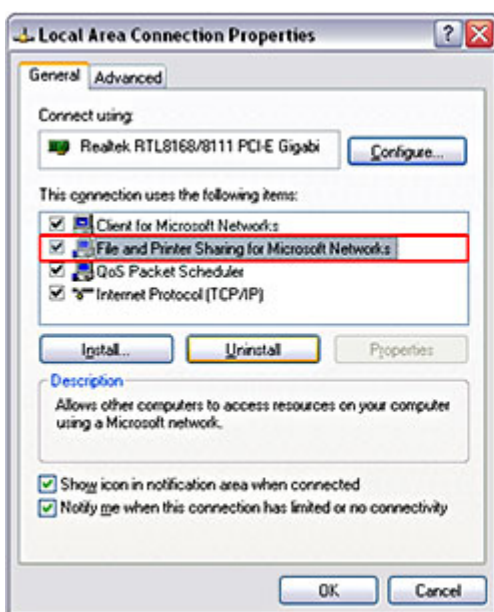 Local Area Connection Properties
General Advanced
Connect using:
Realtek RTL8168/8111 PCI-E Gigabi
Configure...
This connection uses the following items:
Client for Microsoft Networks
File and Printer Sharing for Microsoft Networks
QoS Packet Scheduler
Internet Protocol (TCP/IP)
Install... Uninstall Properties
Description
Allows other computers to access resources on your computer
using a Microsoft network.
Show icon in notification area when connected
Notify me when this connection has limited or no connectivity
OK Cancel